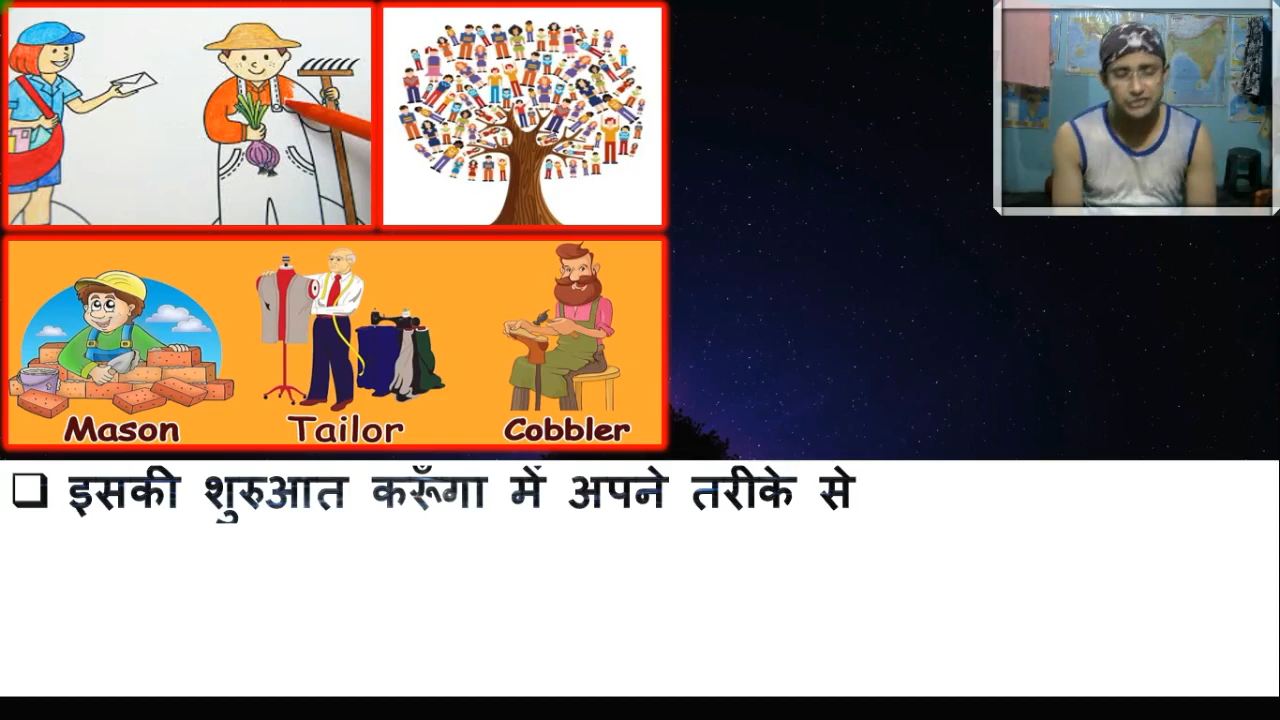 Mason Tailor Cobbler
❑ इसकी शुरुआत करूँगा में अपने तरीके से